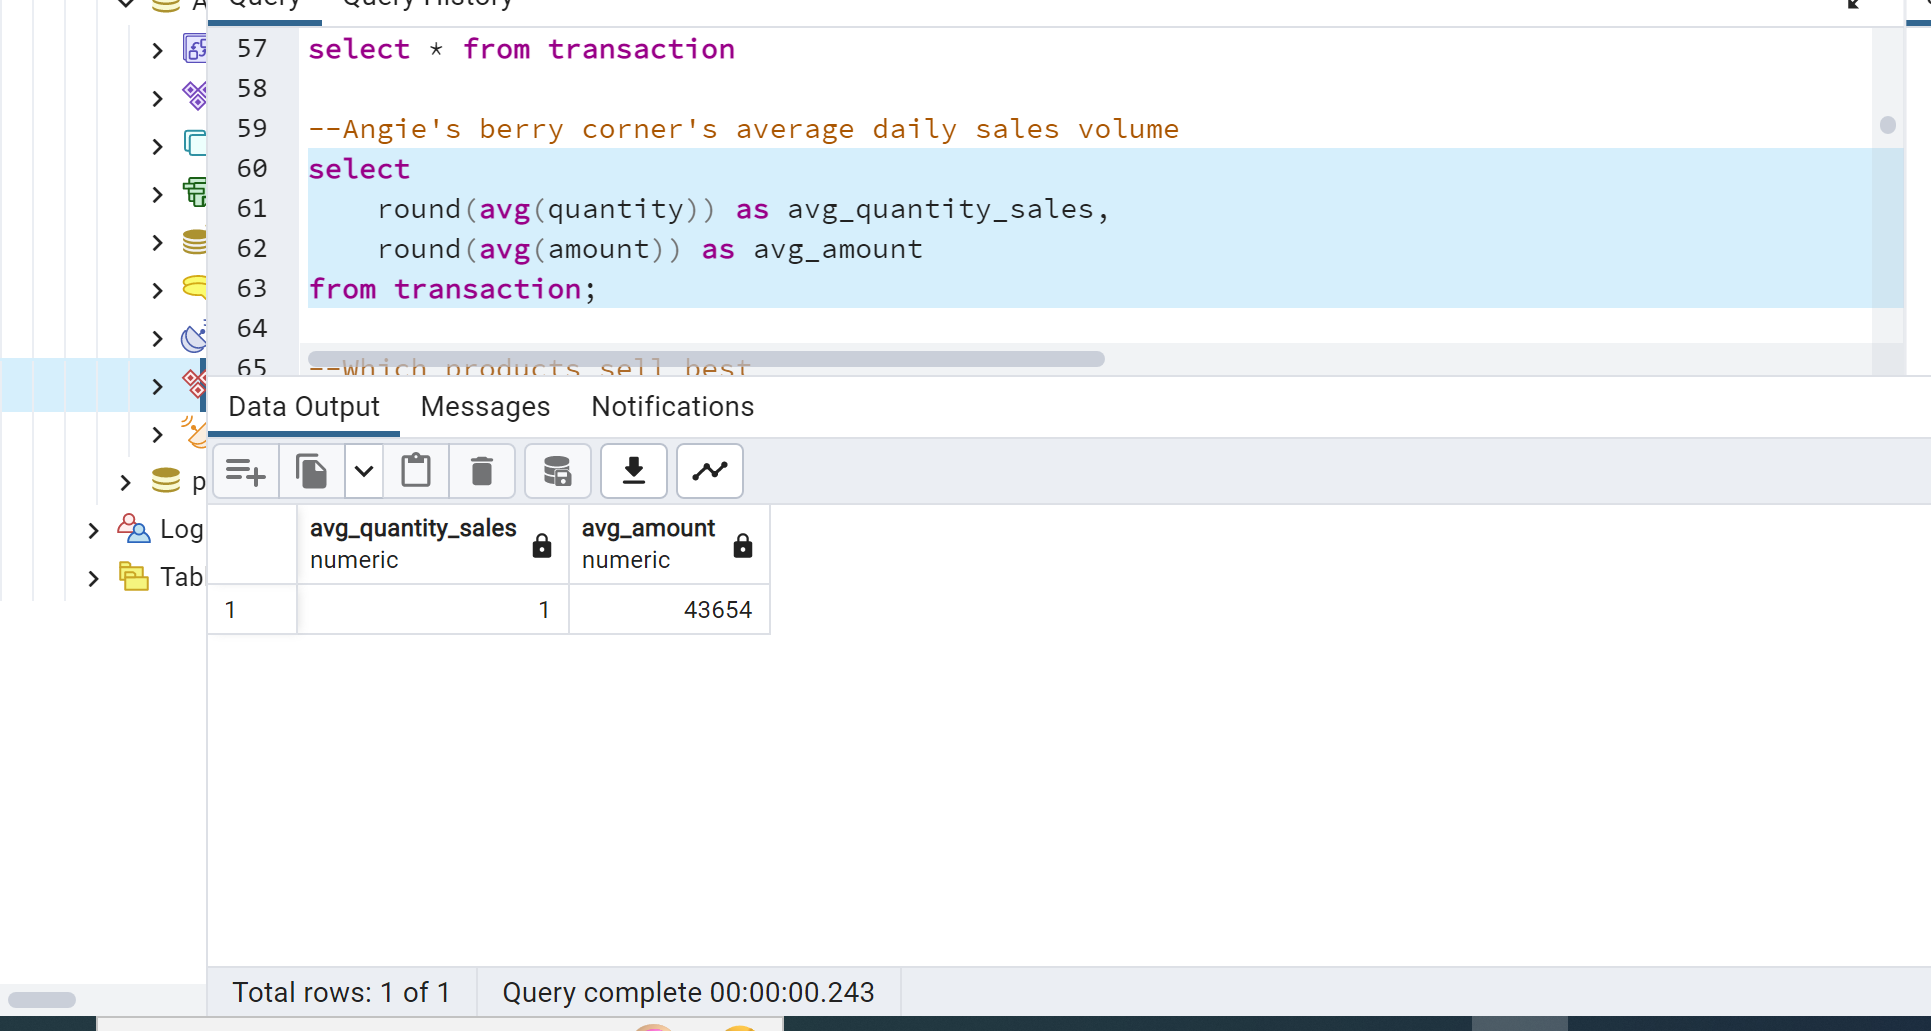 Query Query History
57 select * from transaction
58
59 --Angie's berry corner's average daily sales volume
60 select
61 round(avg(quantity)) as avg_quantity_sales,
62 round(avg(amount)) as avg_amount
63 from transaction;
64
65 --Which products sell best
Data Output Messages Notifications
avg_quantity_sales
numeric
avg_amount
numeric
1 1 43654
A
p
Log
Tab
Total rows: 1 of 1 Query complete 00:00:00.243